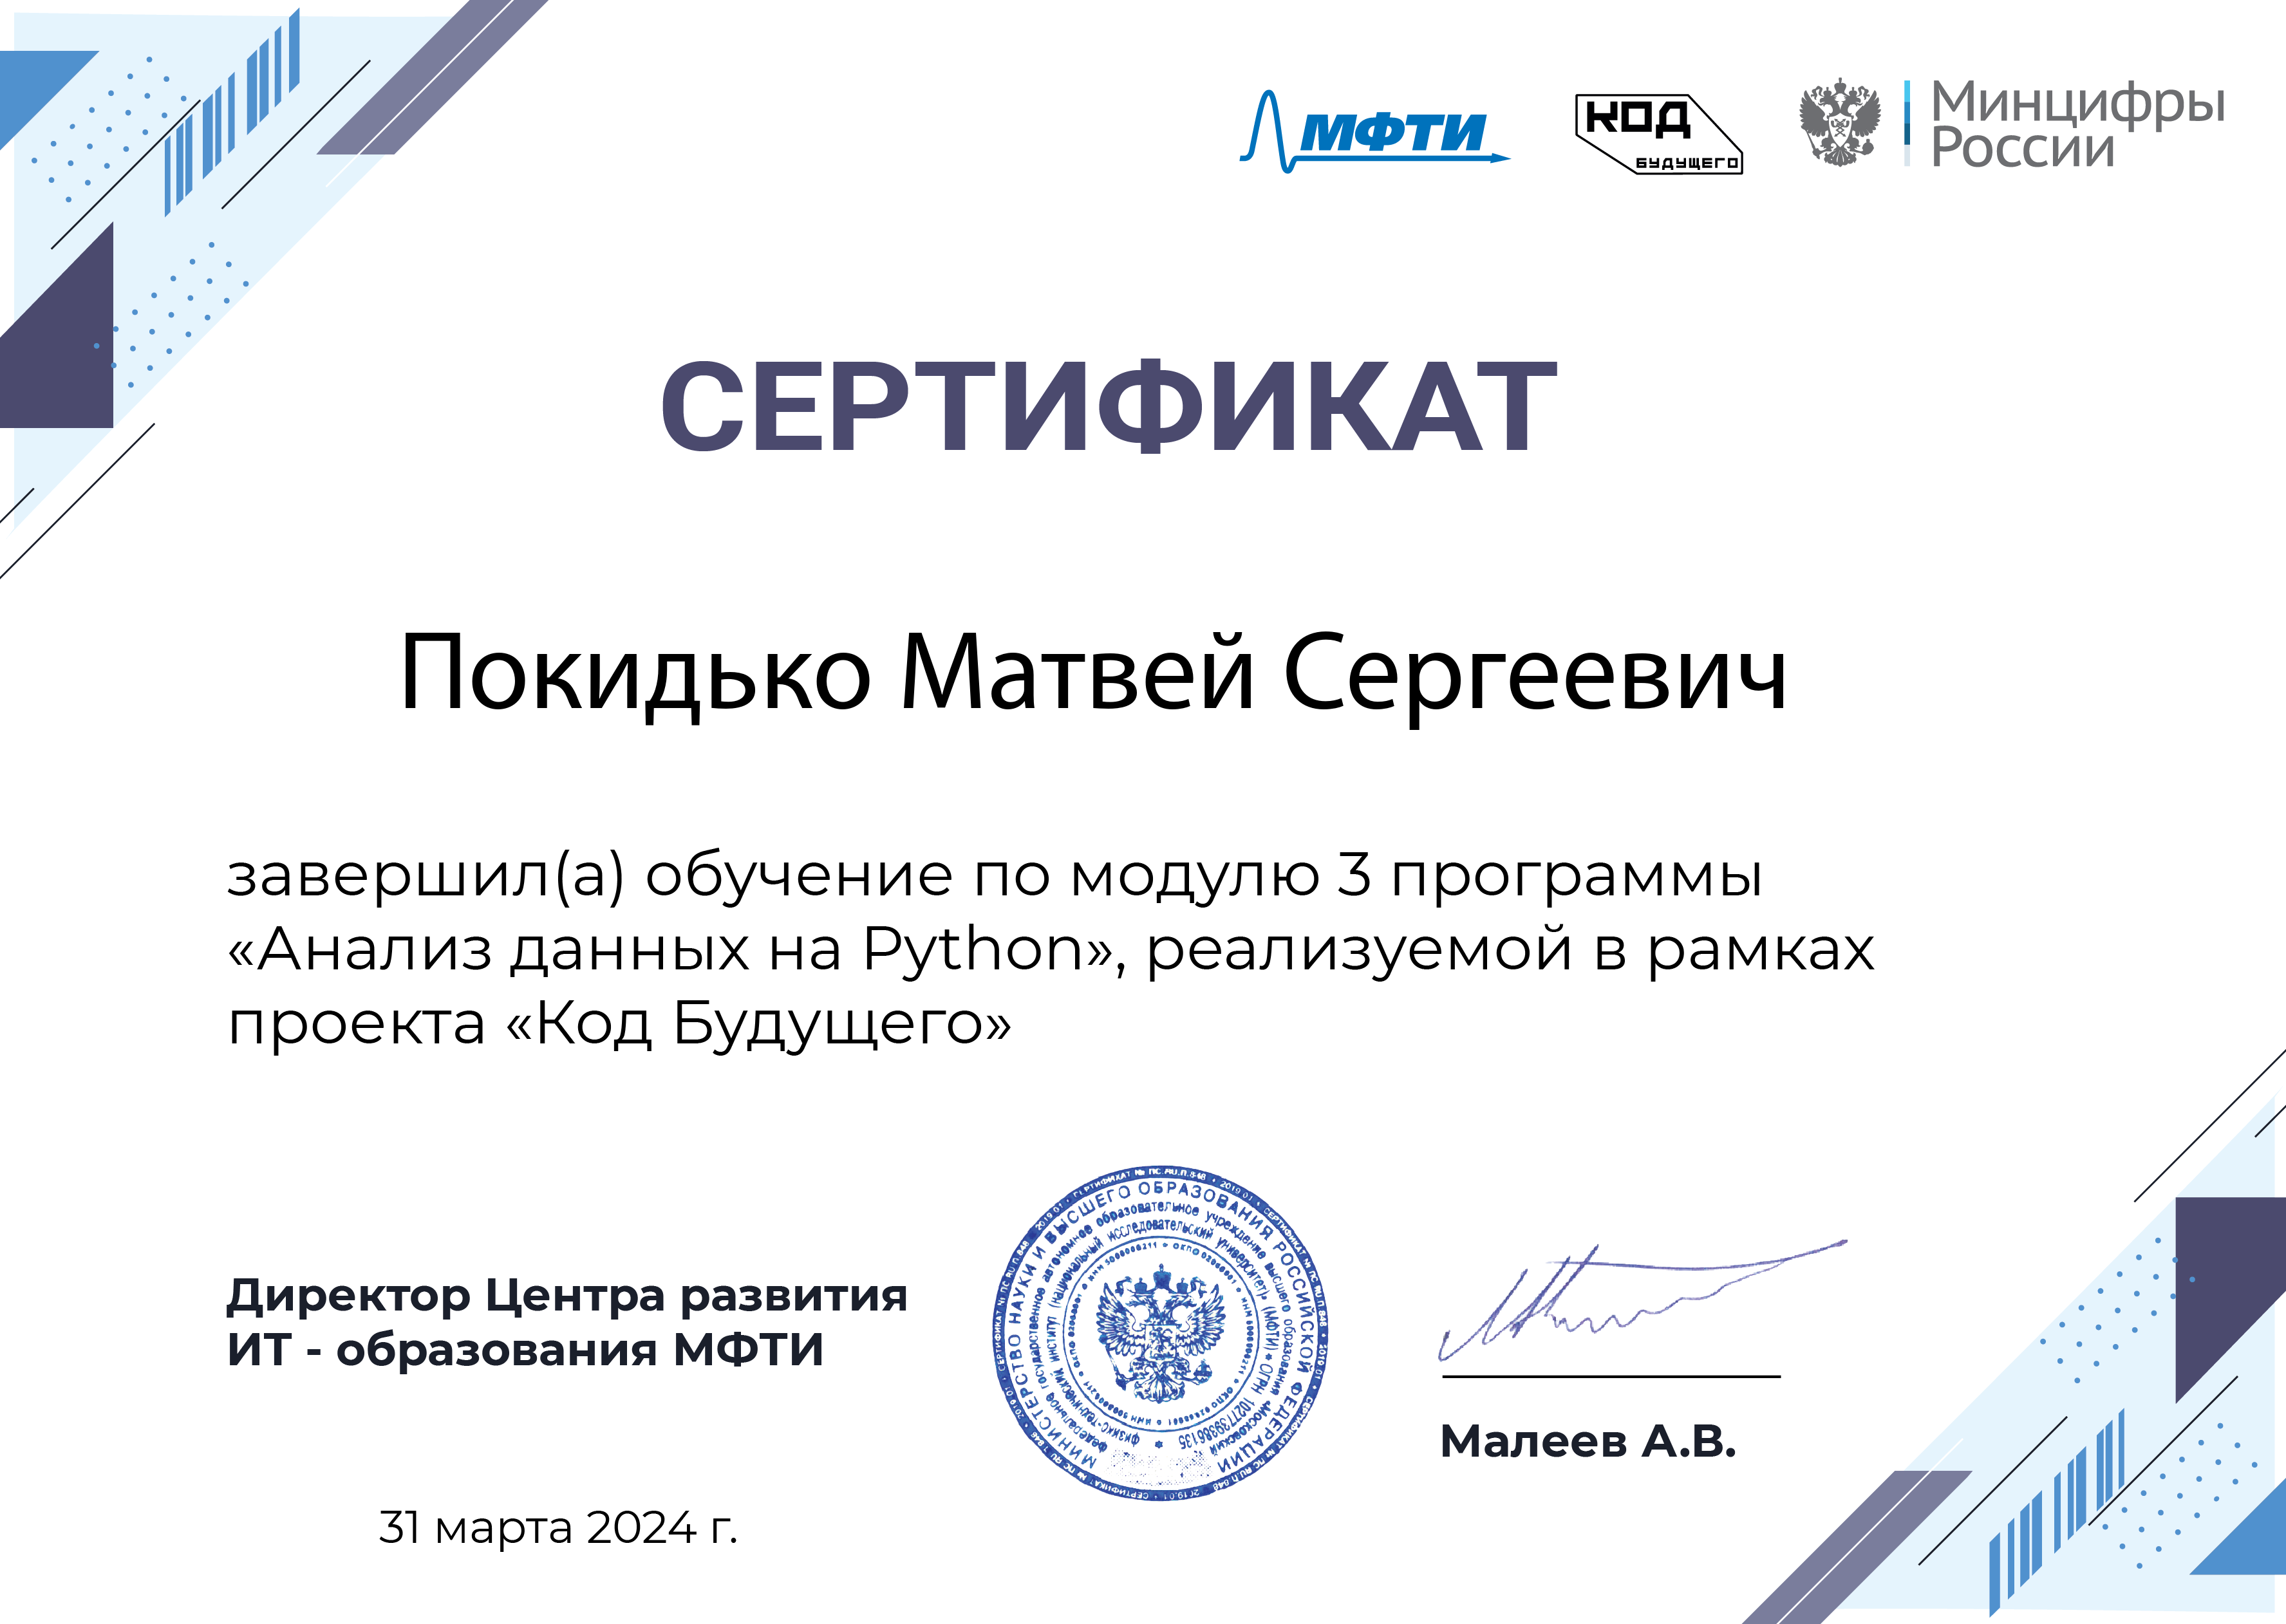 МФТИ
КОД
БУДУЩЕГО
Минцифры
России
СЕРТИФИКАТ
Покидько Матвей Сергеевич
завершил(а) обучение по модулю 3 программы
«Анализ данных на Python», реализуемой в рамках
проекта «Код Будущего»
Директор Центра развития
ИТ - образования МФТИ
МИНИСТЕРСТВО НАУКИ И ВЫСШЕГО ОБРАЗОВАНИЯ РОССИЙСКОЙ ФЕДЕРАЦИИ
федеральное государственное автономное образовательное учреждение высшего образования «Московский
физико-технический институт (национальный исследовательский университет)» (МФТИ) * ОГРН 1027739386135
Малеев А.В.
31 марта 2024 г.